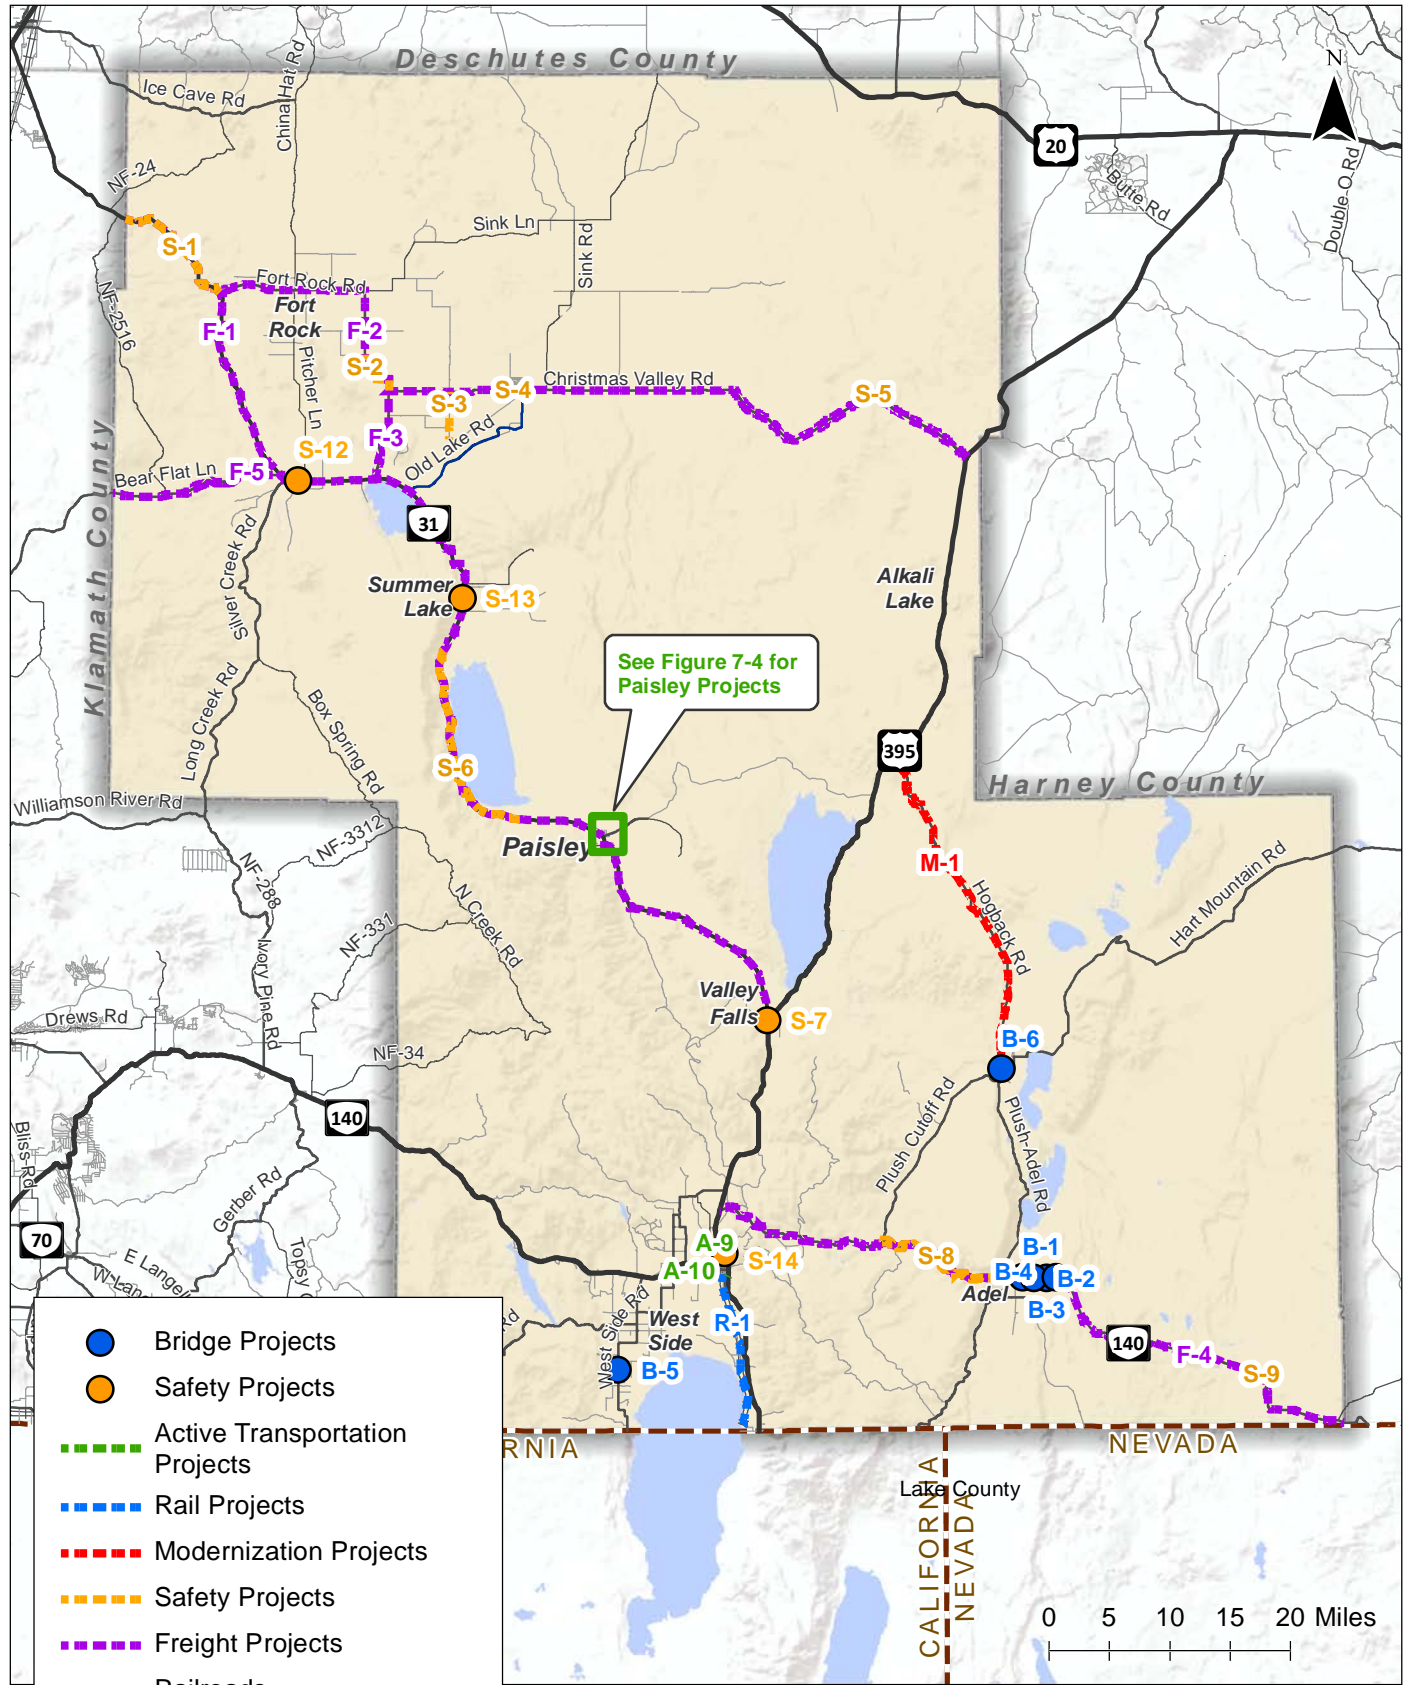 Deschutes County
N
Ice Cave Rd
China Hat Rd
20
NF-24
Butte Rd
Double-O Rd
Sink Ln
Sink Rd
S-1
NF-2516
Fort Rock Rd
Fort
Rock
F-1
F-2
Pitcher Ln
S-2
Christmas Valley Rd
S-4
S-5
S-3
F-3
Old Lake Rd
S-12
Bear Flat Ln
F-5
Klamath County
31
Silver Creek Rd
Summer
Lake
S-13
Alkali
Lake
See Figure 7-4 for
Paisley Projects
Long Creek Rd
Box Spring Rd
395
S-6
Harney County
Williamson River Rd
NF-3312
Paisley
M-1
Hogback Rd
Hart Mountain Rd
NF-288
N Creek Rd
NF-331
Ivory Pine Rd
Valley
Falls
S-7
Drews Rd
NF-34
B-6
140
Plush Cutoff Rd
Plush-Adel Rd
Bliss Rd
Gerber Rd
70
E Langel
W Lang
Topsy
A-9
S-14
A-10
S-8
B-1
B-4
B-2
B-3
Adel
West Side Rd
West
Side
R-1
Rd
B-5
140
F-4
S-9
Bridge Projects
Safety Projects
Active Transportation
Projects
Rail Projects
Modernization Projects
Safety Projects
Freight Projects
Railroads
RNIA
NEVADA
CALIFORNIA
NEVADA
Lake County
0 5 10 15 20 Miles